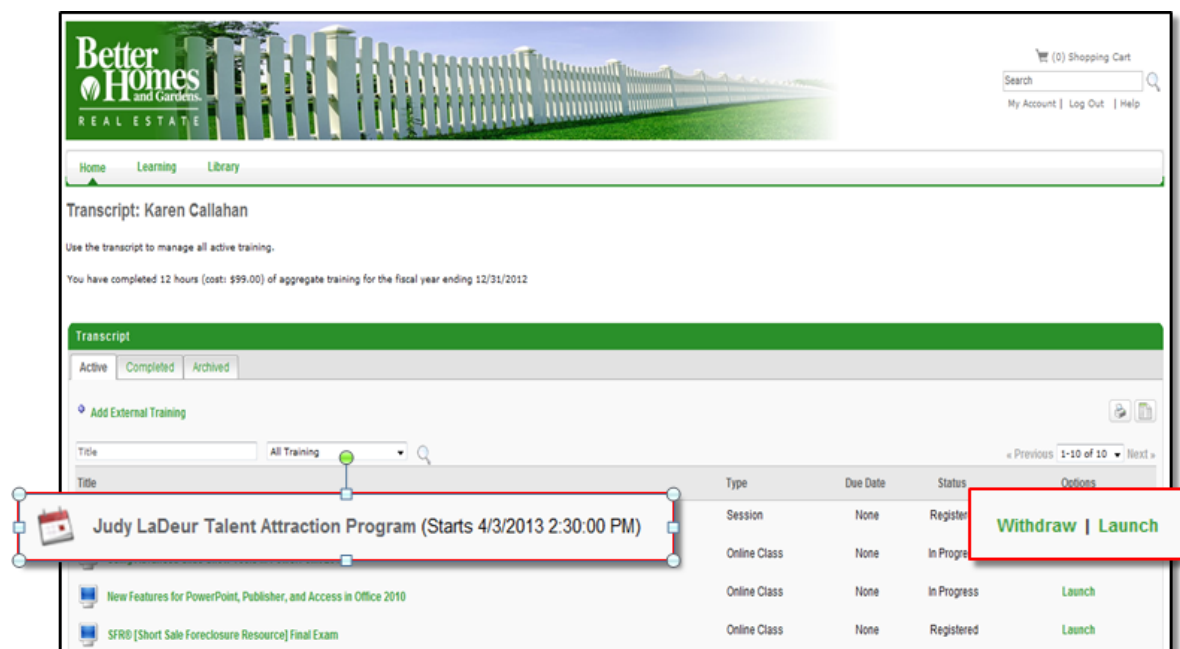 Better
Homes
and Gardens.
REAL ESTATE
(0) Shopping Cart
Search
My Account | Log Out | Help
Home Learning Library
Transcript: Karen Callahan
Use the transcript to manage all active training.
You have completed 12 hours (cost: $99.00) of aggregate training for the fiscal year ending 12/31/2012
Transcript
Active Completed Archived
Add External Training
Title All Training « Previous 1-10 of 10 Next »
Title Type Due Date Status Options
Judy LaDeur Talent Attraction Program (Starts 4/3/2013 2:30:00 PM) Session None Register Withdraw | Launch
Online Class None In Progre
New Features for PowerPoint, Publisher, and Access in Office 2010 Online Class None In Progress Launch
SFR® [Short Sale Foreclosure Resource] Final Exam Online Class None Registered Launch